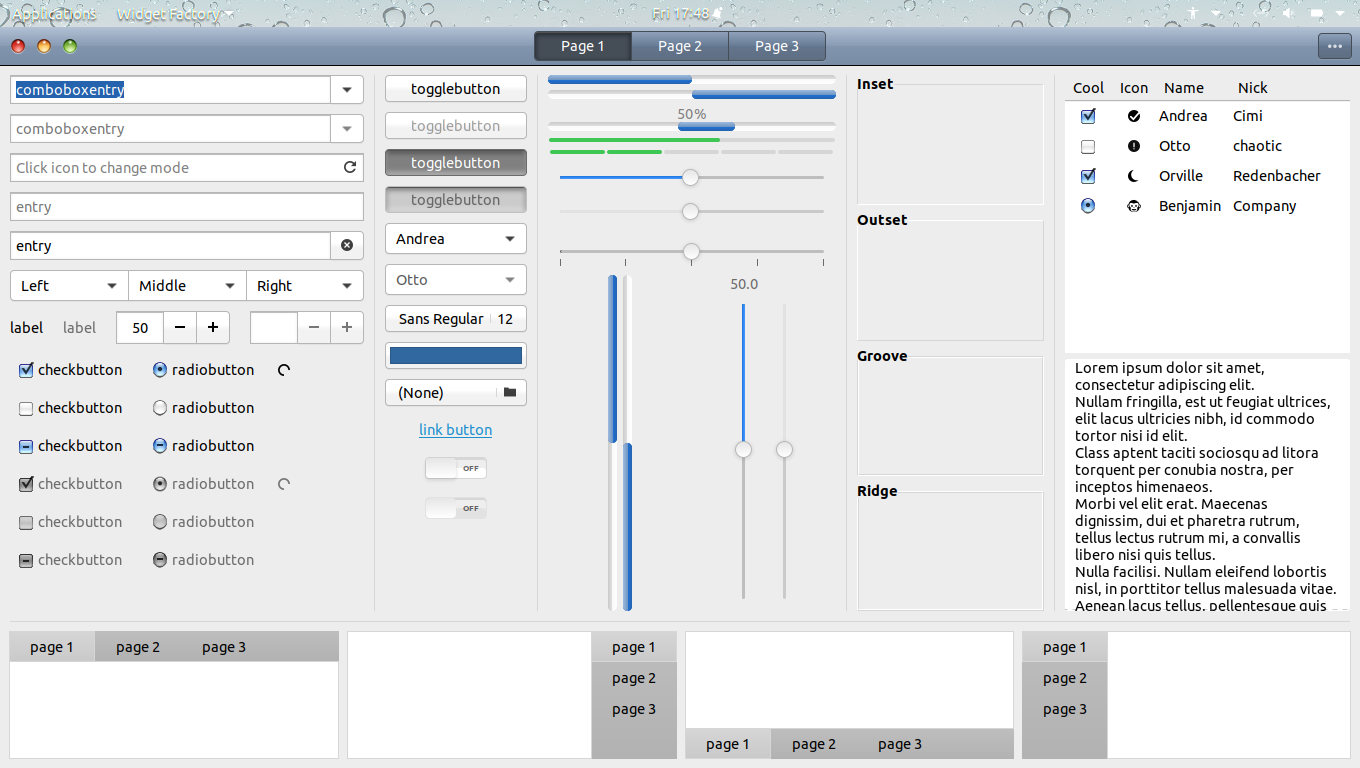 Applications Widget Factory Fri 17:48
Page 1 Page 2 Page 3
comboboxentry
comboboxentry
Click icon to change mode
entry
entry
Left Middle Right
label label 50
checkbutton radiobutton
checkbutton radiobutton
checkbutton radiobutton
checkbutton radiobutton
checkbutton radiobutton
checkbutton radiobutton
togglebutton
togglebutton
togglebutton
togglebutton
Andrea
Otto
Sans Regular 12
(None)
link button
OFF
OFF
50%
50.0
Inset
Outset
Groove
Ridge
Cool Icon Name Nick
Andrea Cimi
Otto chaotic
Orville Redenbacher
Benjamin Company
Lorem ipsum dolor sit amet,
consectetur adipiscing elit.
Nullam fringilla, est ut feugiat ultrices,
elit lacus ultricies nibh, id commodo
tortor nisi id elit.
Class aptent taciti sociosqu ad litora
torquent per conubia nostra, per
inceptos himenaeos.
Morbi vel elit erat. Maecenas
dignissim, dui et pharetra rutrum,
tellus lectus rutrum mi, a convallis
libero nisi quis tellus.
Nulla facilisi. Nullam eleifend lobortis
nisl, in porttitor tellus malesuada vitae.
Aenean lacus tellus, pellentesque quis
page 1 page 2 page 3
page 1
page 2
page 3
page 1 page 2 page 3
page 1
page 2
page 3